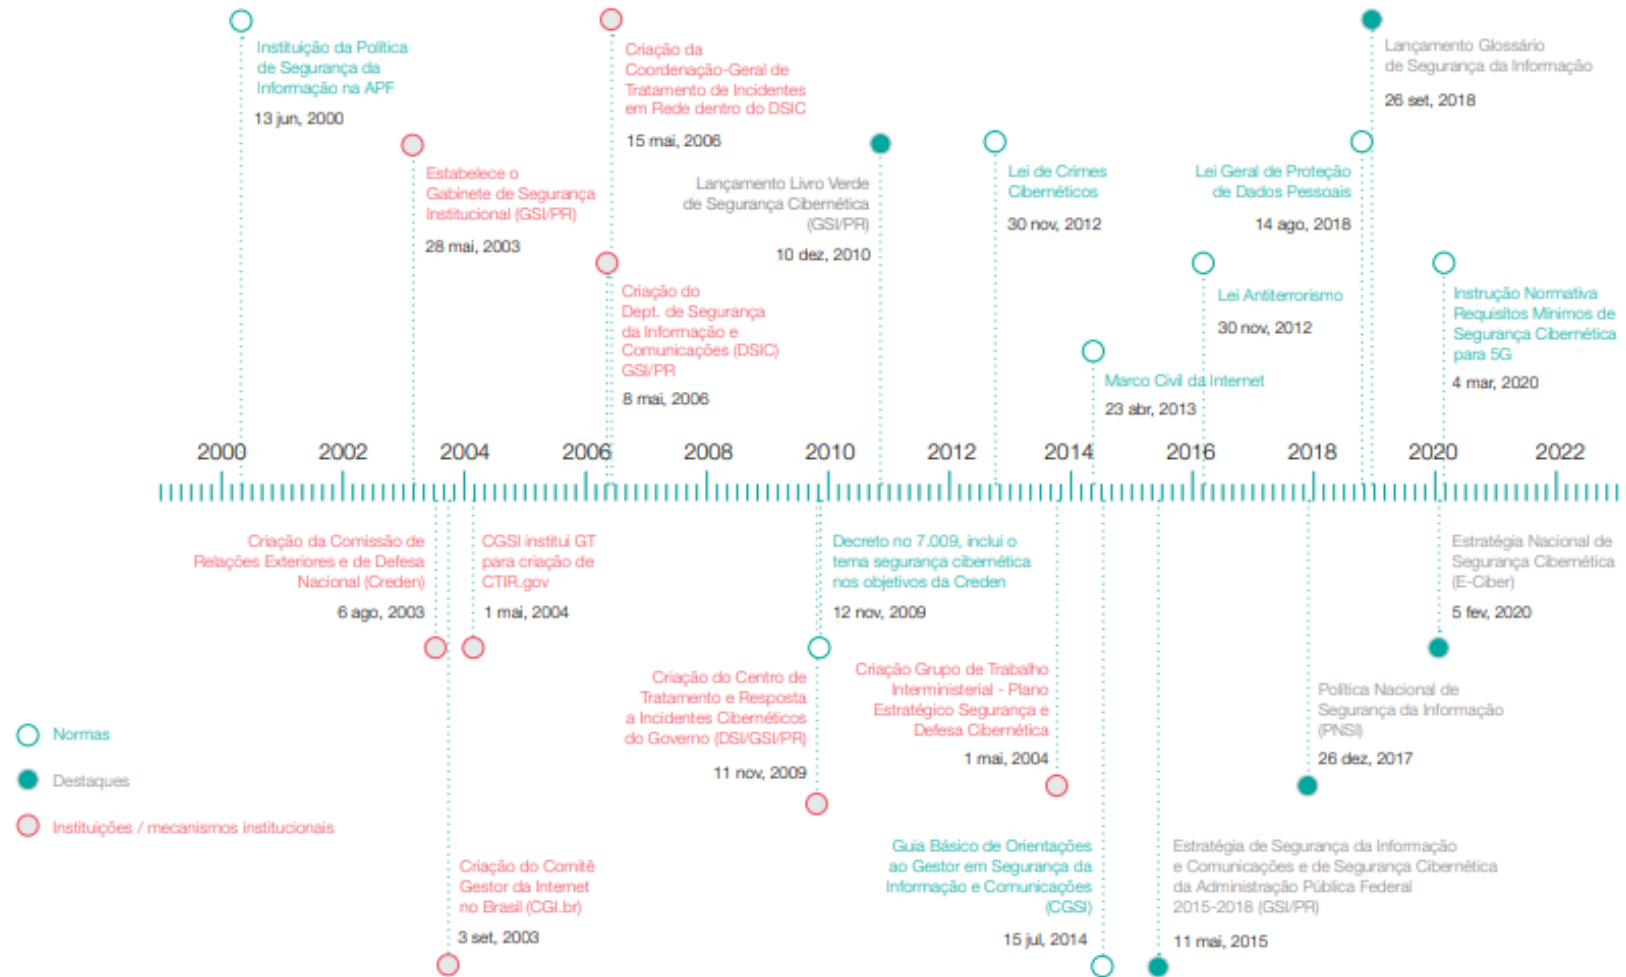 Instituição da Política
de Segurança da
Informação na APF
13 jun, 2000
Estabelece o
Gabinete de Segurança
Institucional (GSI/PR)
28 mai, 2003
Criação da
Coordenação-Geral de
Tratamento de Incidentes
em Rede dentro do DSIC
15 mai, 2006
Criação do
Dept. de Segurança
da Informação e
Comunicações (DSIC)
GSI/PR
8 mai, 2006
Lançamento Livro Verde
de Segurança Cibernética
(GSI/PR)
10 dez, 2010
Lei de Crimes
Cibernéticos
30 nov, 2012
Marco Civil da Internet
23 abr, 2013
Lei Antiterrorismo
30 nov, 2012
Lei Geral de Proteção
de Dados Pessoais
14 ago, 2018
Lançamento Glossário
de Segurança da Informação
26 set, 2018
Instrução Normativa
Requisitos Mínimos de
Segurança Cibernética
para 5G
4 mar, 2020
2000 2002 2004 2006 2008 2010 2012 2014 2016 2018 2020 2022
Criação da Comissão de
Relações Exteriores e de Defesa
Nacional (Creden)
6 ago, 2003
CGSI institui GT
para criação de
CTIR.gov
1 mai, 2004
Criação do Comitê
Gestor da Internet
no Brasil (CGI.br)
3 set, 2003
Decreto no 7.009, inclui o
tema segurança cibernética
nos objetivos da Creden
12 nov, 2009
Criação do Centro de
Tratamento e Resposta
a Incidentes Cibernéticos
do Governo (DSI/GSI/PR)
11 nov, 2009
Criação Grupo de Trabalho
Interministerial - Plano
Estratégico Segurança e
Defesa Cibernética
1 mai, 2004
Guia Básico de Orientações
ao Gestor em Segurança da
Informação e Comunicações
(CGSI)
15 jul, 2014
Estratégia de Segurança da Informação
e Comunicações e de Segurança Cibernética
da Administração Pública Federal
2015-2018 (GSI/PR)
11 mai, 2015
Política Nacional de
Segurança da Informação
(PNSI)
26 dez, 2017
Estratégia Nacional de
Segurança Cibernética
(E-Ciber)
5 fev, 2020
Normas
Destaques
Instituições / mecanismos institucionais